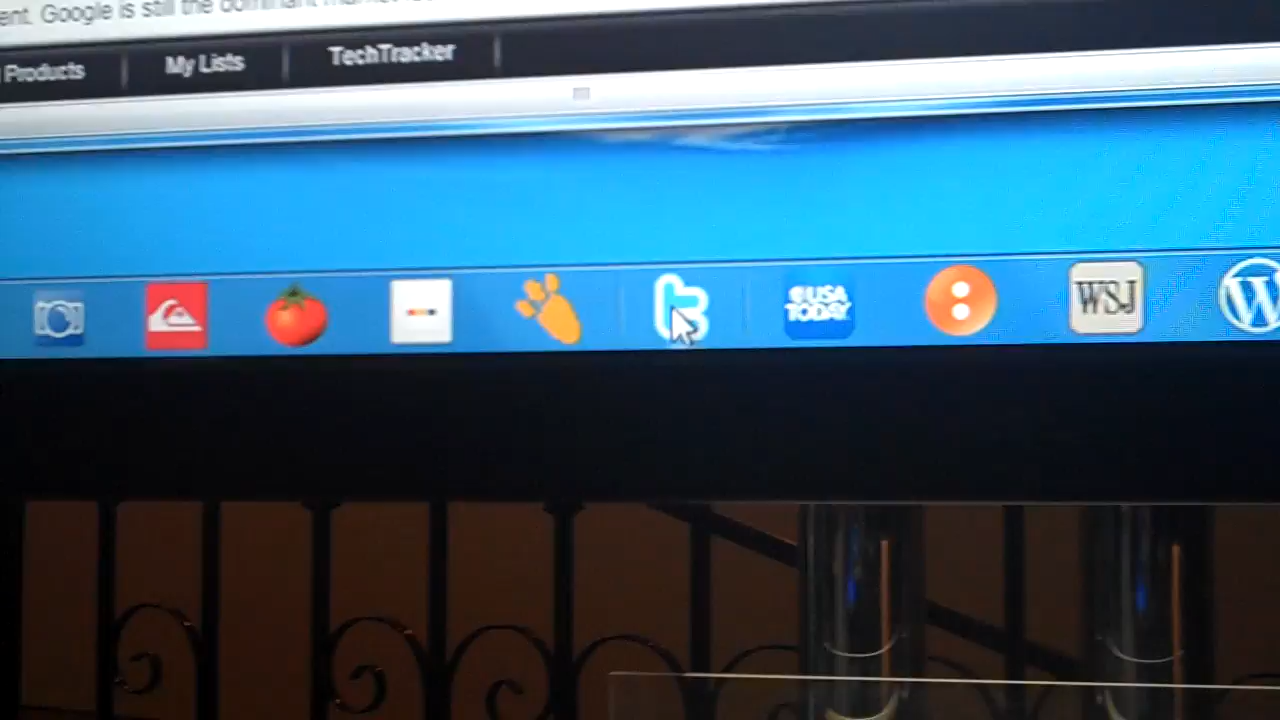 ent. Google is still the dominant
Products
My Lists
TechTracker
t
USA
TODAY
WSJ
W